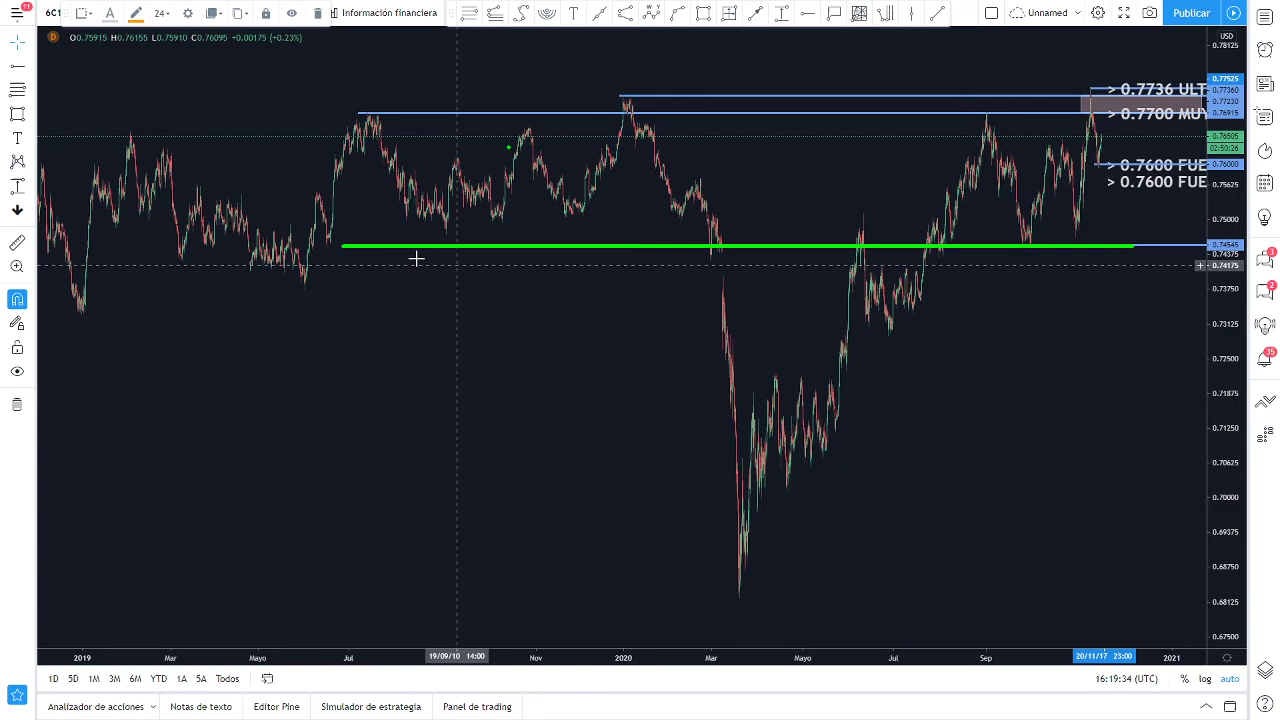 11
6C1
24
Información financiera
Unnamed
Publicar
D O0.75915 H0.76155 L0.75910 C0.76095 +0.00175 (+0.23%)
USD
0.78125
0.77525
> 0.7736 ULT
0.77360
0.77230
> 0.7700 MUY
0.76915
0.76505
02:50:26
> 0.7600 FUE
0.76000
> 0.7600 FUE
0.75625
0.75000
0.74545
0.74375
0.74175
0.73750
0.73125
0.72500
0.71875
0.71250
0.70625
0.70000
0.69375
0.68750
0.68125
0.67500
3
2
35
2019
Mar
Mayo
Jul
19/09/10 14:00
Nov
2020
Mar
Mayo
Jul
Sep
20/11/17 23:00
2021
1D 5D 1M 3M 6M YTD 1A 5A Todos
16:19:34 (UTC)
% log auto
Analizador de acciones
Notas de texto
Editor Pine
Simulador de estrategia
Panel de trading